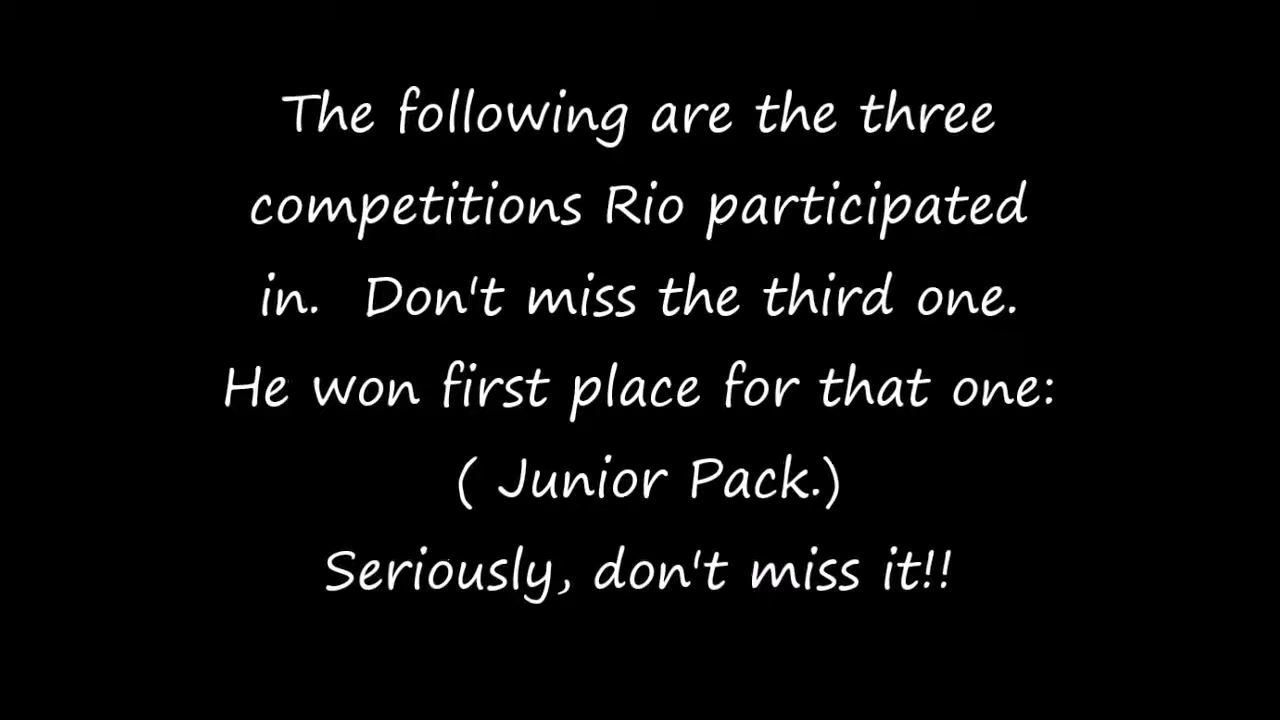 The following are the three
competitions Rio participated
in.  Don't miss the third one.
He won first place for that one:
( Junior Pack.)
Seriously, don't miss it!!